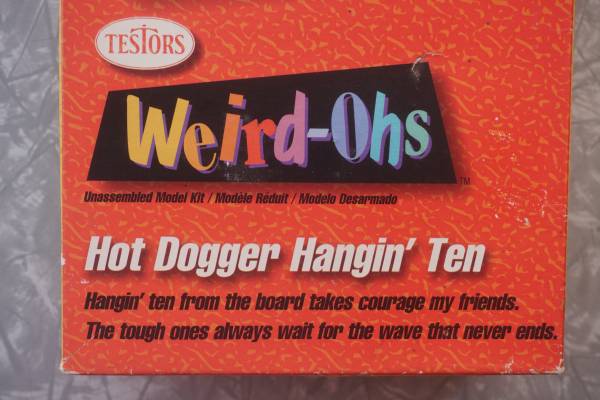 TESTORS
Weird-Ohs
TM
Unassembled Model Kit / Modèle Réduit / Modelo Desarmado
Hot Dogger Hangin' Ten
Hangin' ten from the board takes courage my friends.
The tough ones always wait for the wave that never ends.